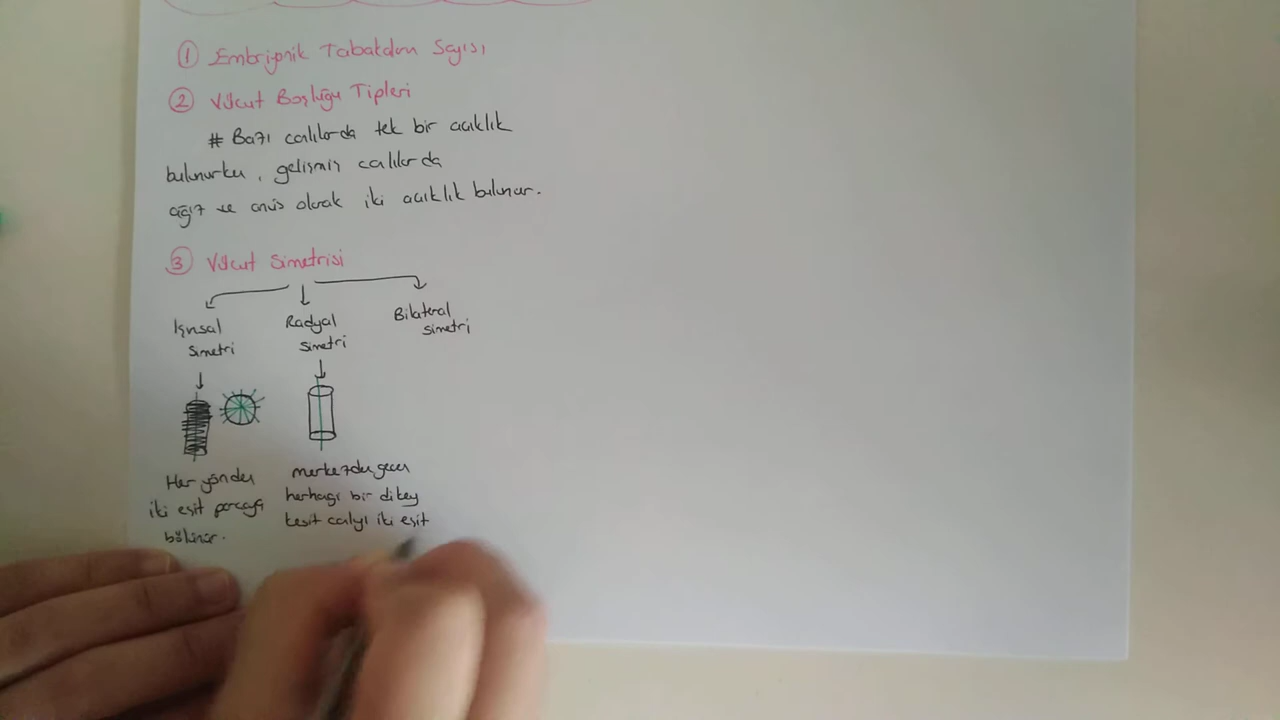 ① Embriyonik Tabakaların Sayısı
② Vücut Boşluğu Tipleri
# Bazı canlılarda tek bir açıklık
bulunurken, gelişmiş canlılarda
ağız ve anüs olarak iki açıklık bulunur.
③ Vücut Simetrisi
Işınsal
Simetri
Radyal
Simetri
Bilateral
Simetri
Her yönden
iki eşit parçaya
bölünür.
merkezden geçen
herhangi bir dikey
kesit canlıyı iki eşit